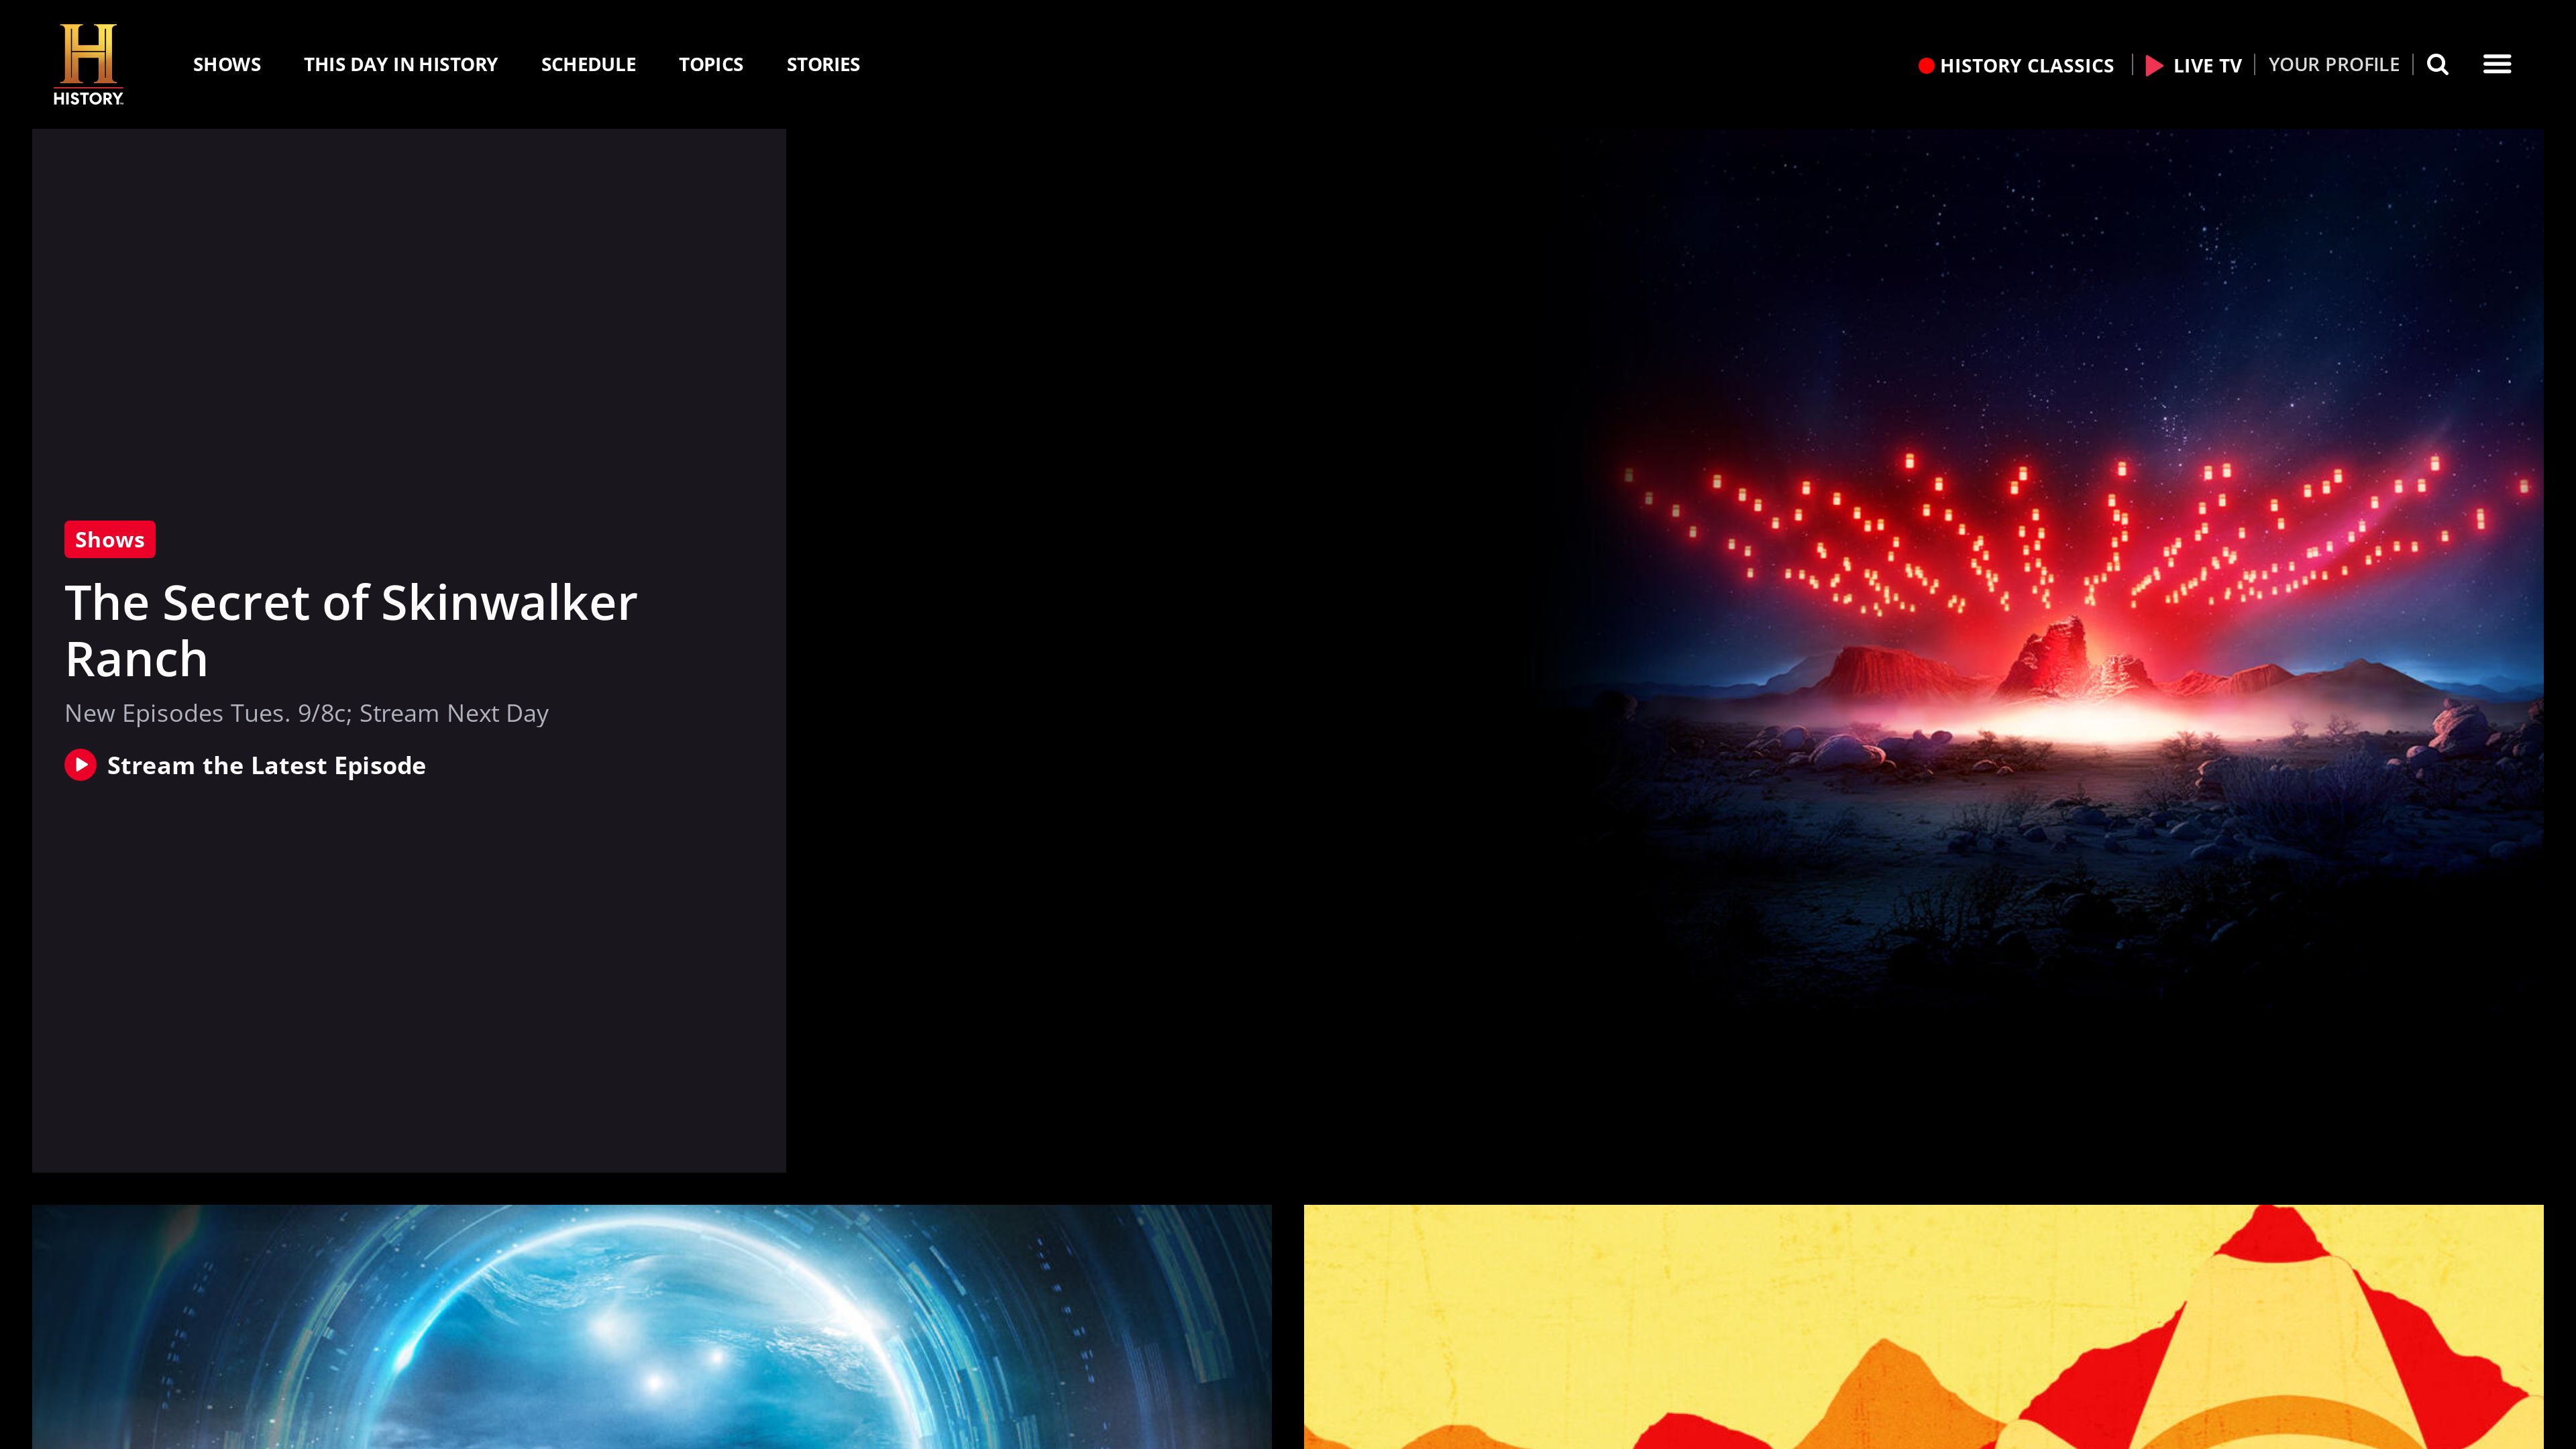 HISTORY
SHOWS
THIS DAY IN HISTORY
SCHEDULE
TOPICS
STORIES
HISTORY CLASSICS
LIVE TV
YOUR PROFILE
Shows
The Secret of Skinwalker
Ranch
New Episodes Tues. 9/8c; Stream Next Day
Stream the Latest Episode